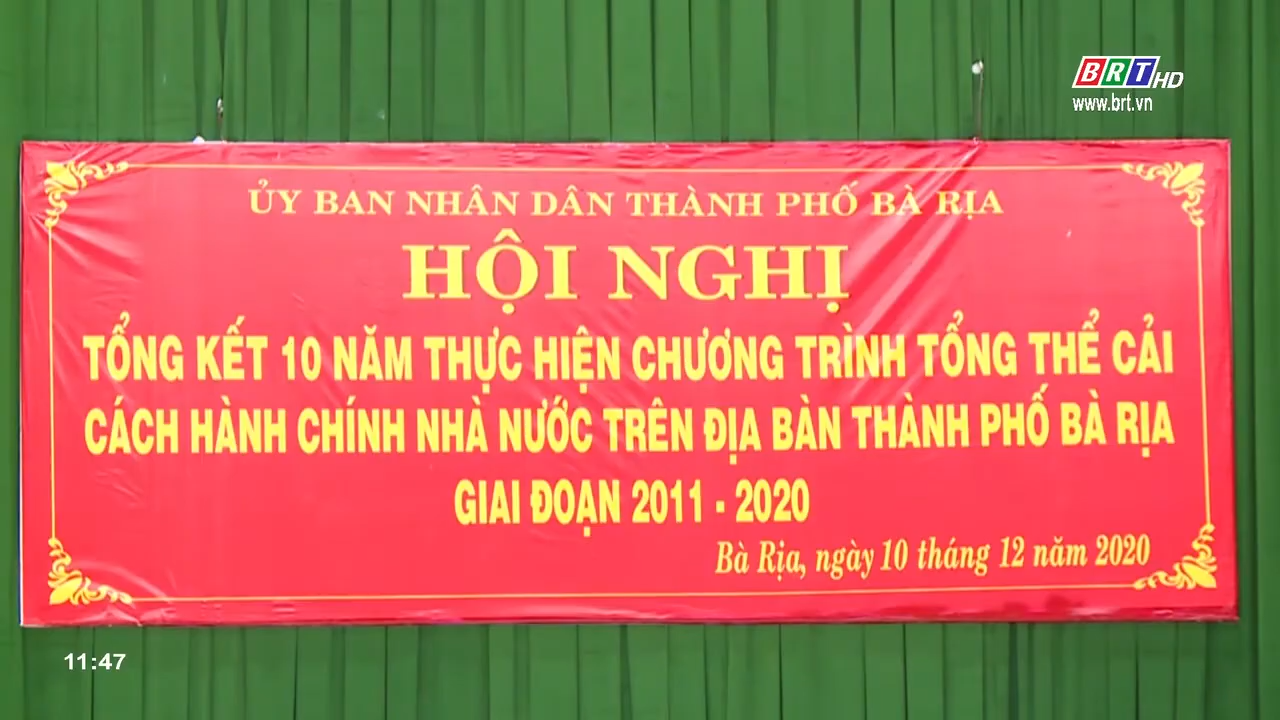 BRT HD
www.brt.vn
ỦY BAN NHÂN DÂN THÀNH PHỐ BÀ RỊA
HỘI NGHỊ
TỔNG KẾT 10 NĂM THỰC HIỆN CHƯƠNG TRÌNH TỔNG THỂ CẢI
CÁCH HÀNH CHÍNH NHÀ NƯỚC TRÊN ĐỊA BÀN THÀNH PHỐ BÀ RỊA
GIAI ĐOẠN 2011 - 2020
Bà Rịa, ngày 10 tháng 12 năm 2020
11:47